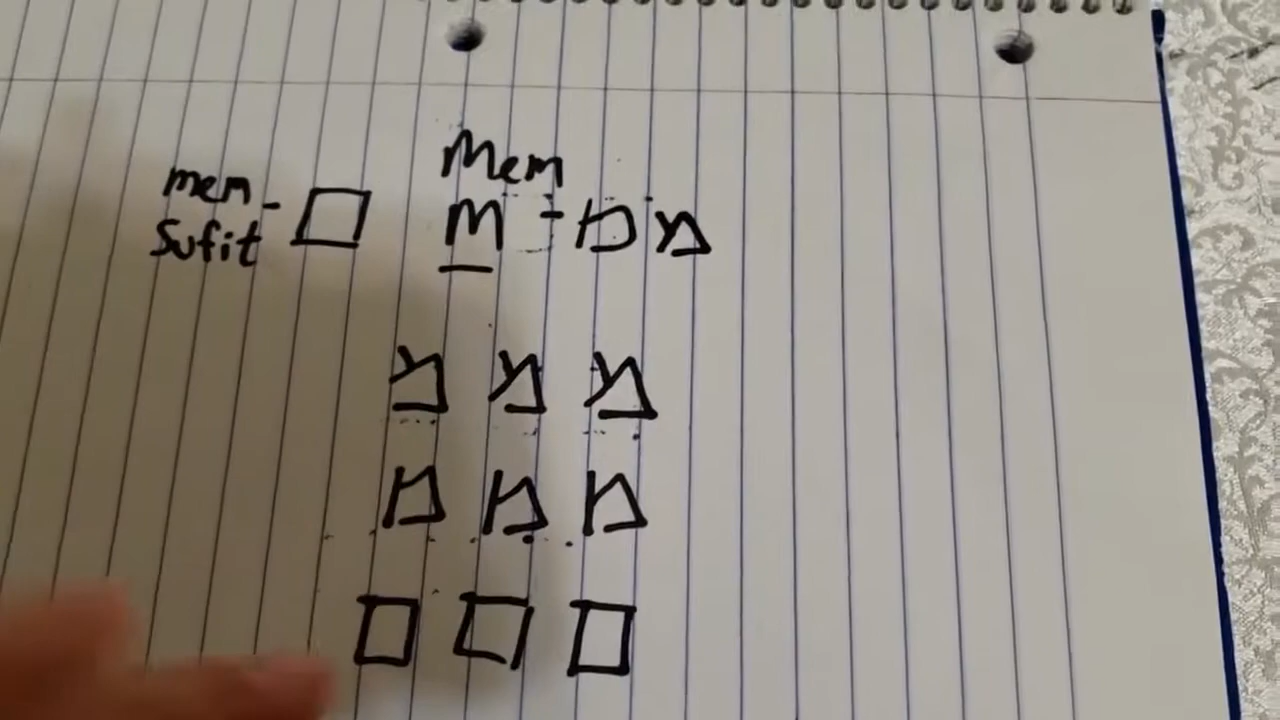 Mem
mem - ם
Sufit
m - מ מ
מ מ מ
מ מ מ
ם ם ם